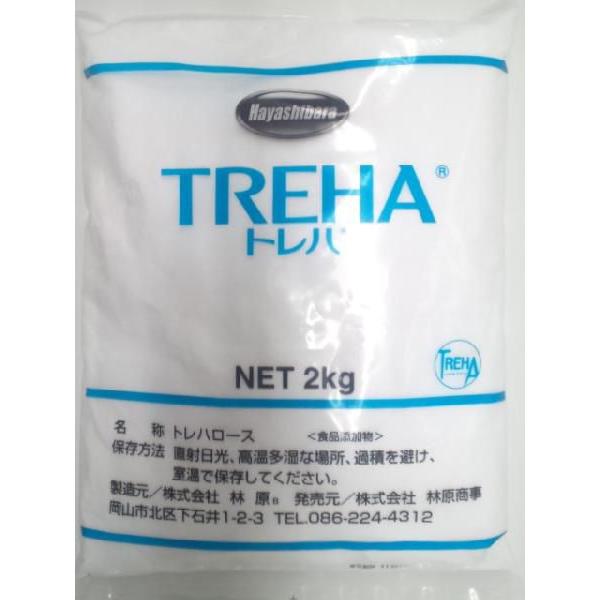 Hayashibara
TREHA®
トレハ®
TREHA
NET 2kg
名　称　トレハロース　<食品添加物>
保存方法　直射日光、高温多湿な場所、過積を避け、
室温で保存してください。
製造元／株式会社 林 原 B　発売元／株式会社 林原商事
岡山市北区下石井1-2-3　TEL.086-224-4312